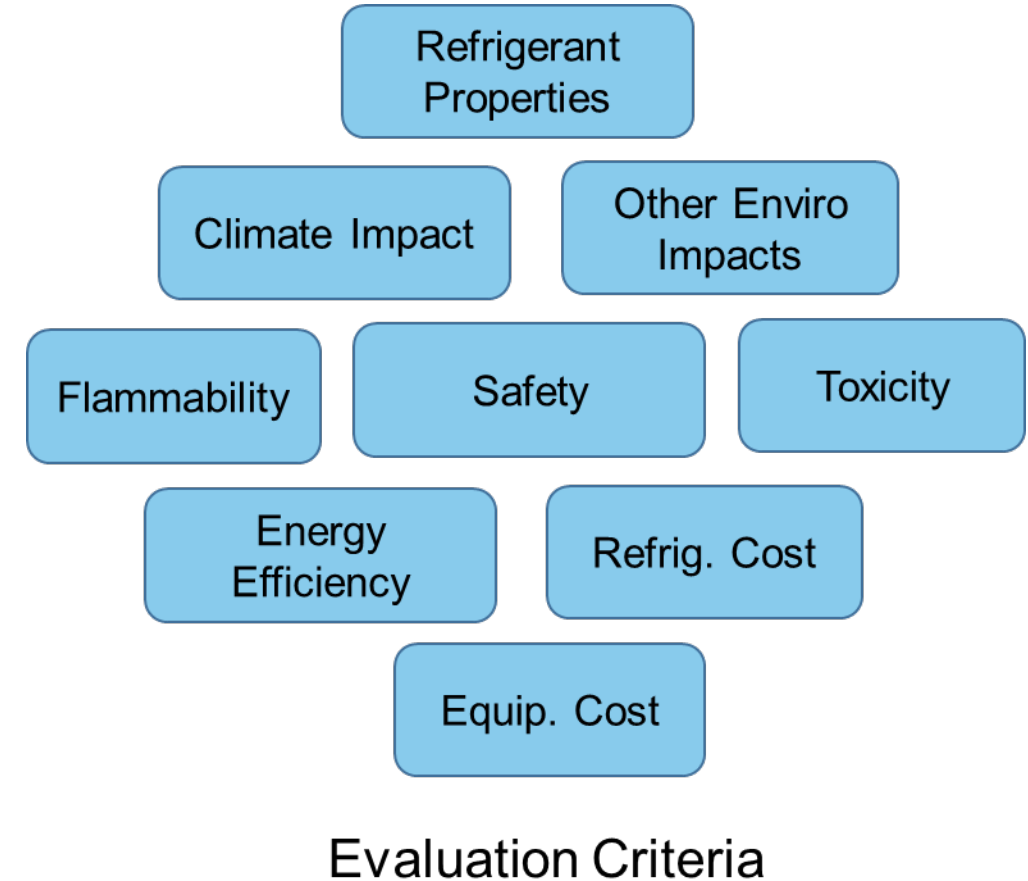 Refrigerant
Properties
Climate Impact
Other Enviro
Impacts
Flammability
Safety
Toxicity
Energy
Efficiency
Refrig. Cost
Equip. Cost
Evaluation Criteria